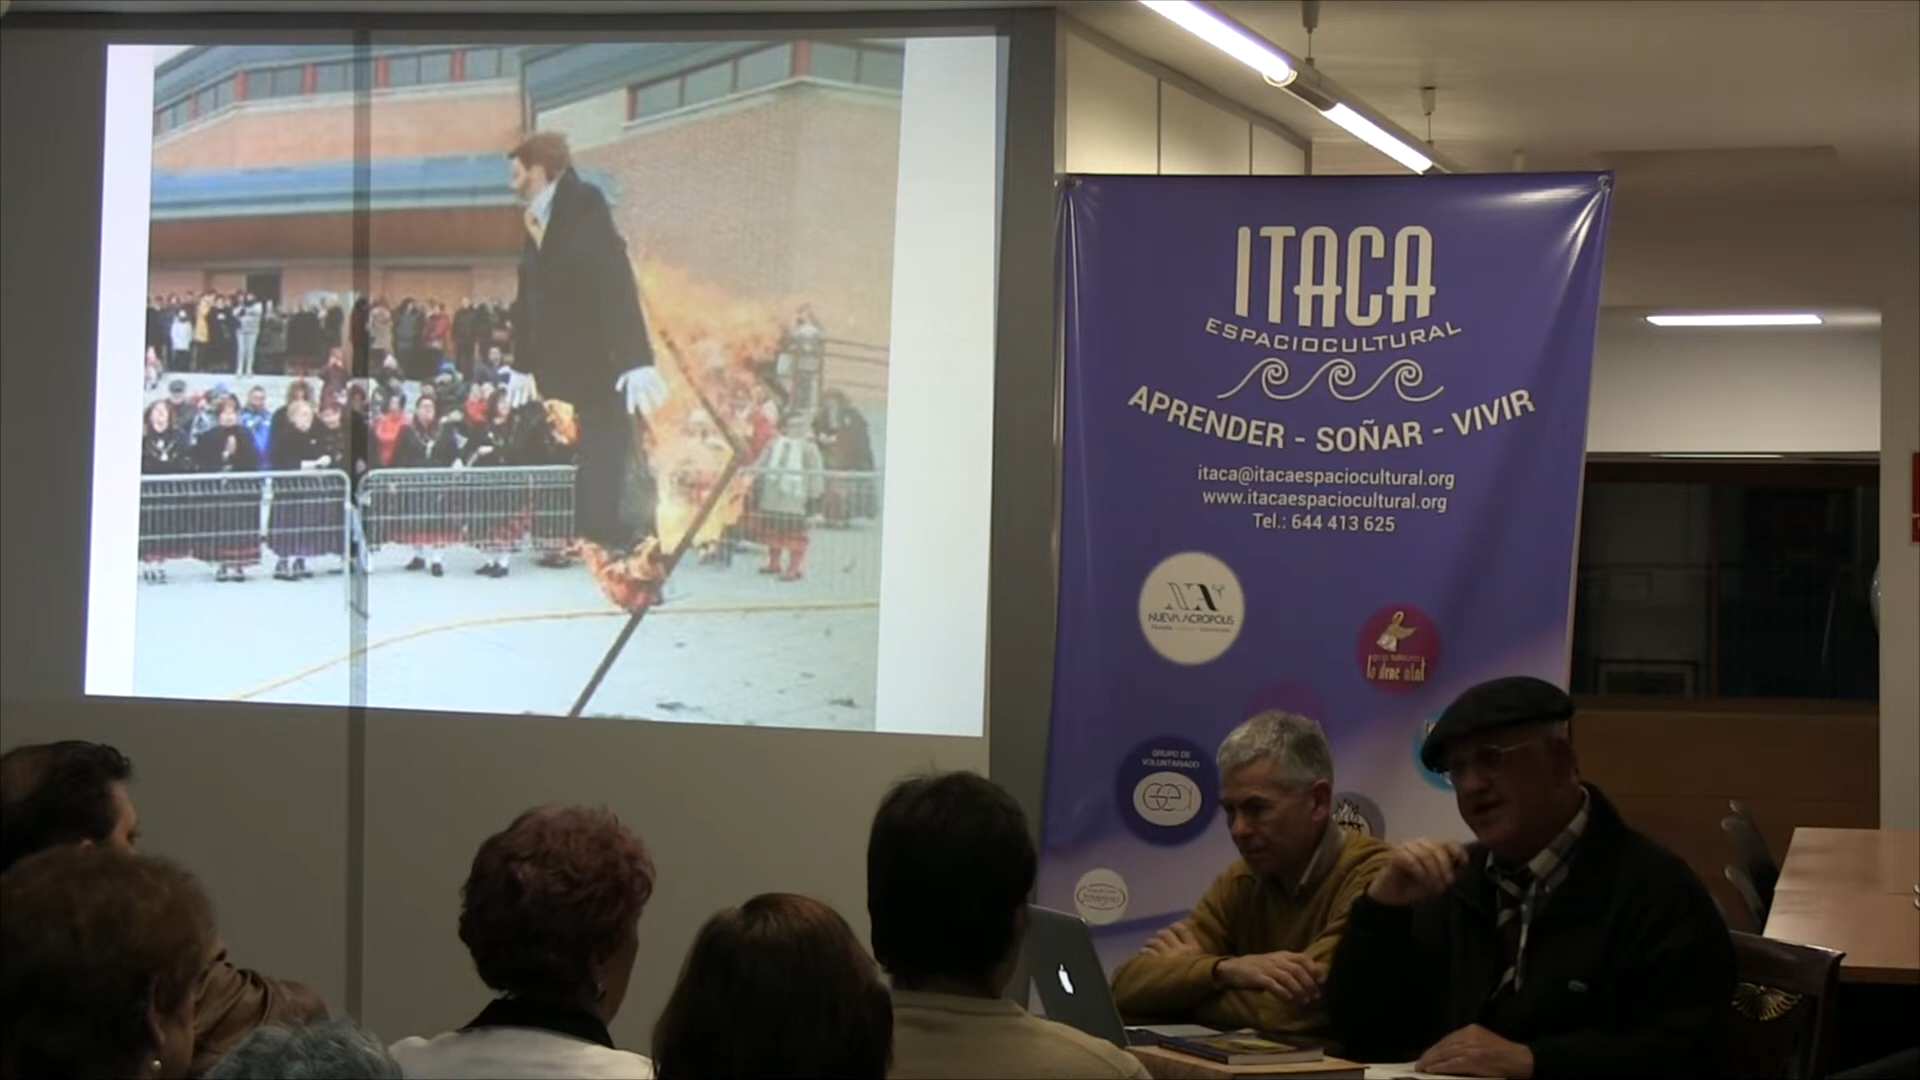 ITACA
ESPACIOCULTURAL
APRENDER - SOÑAR - VIVIR
itaca@itacaespaciocultural.org
www.itacaespaciocultural.org
Tel.: 644 413 625
NUEVA ACROPOLIS
GRUPO DE
VOLUNTARIADO